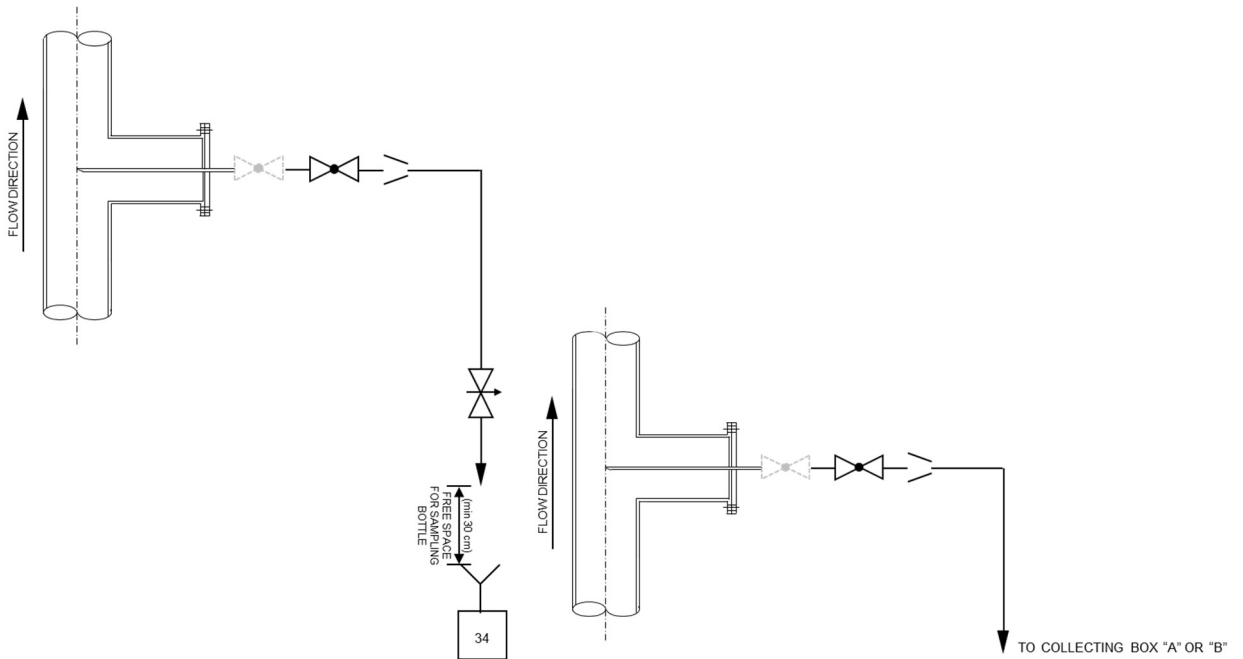 FLOW DIRECTION
(min 30 cm)
FREE SPACE
FOR SAMPLING
BOTTLE
34
FLOW DIRECTION
TO COLLECTING BOX “A” OR “B”